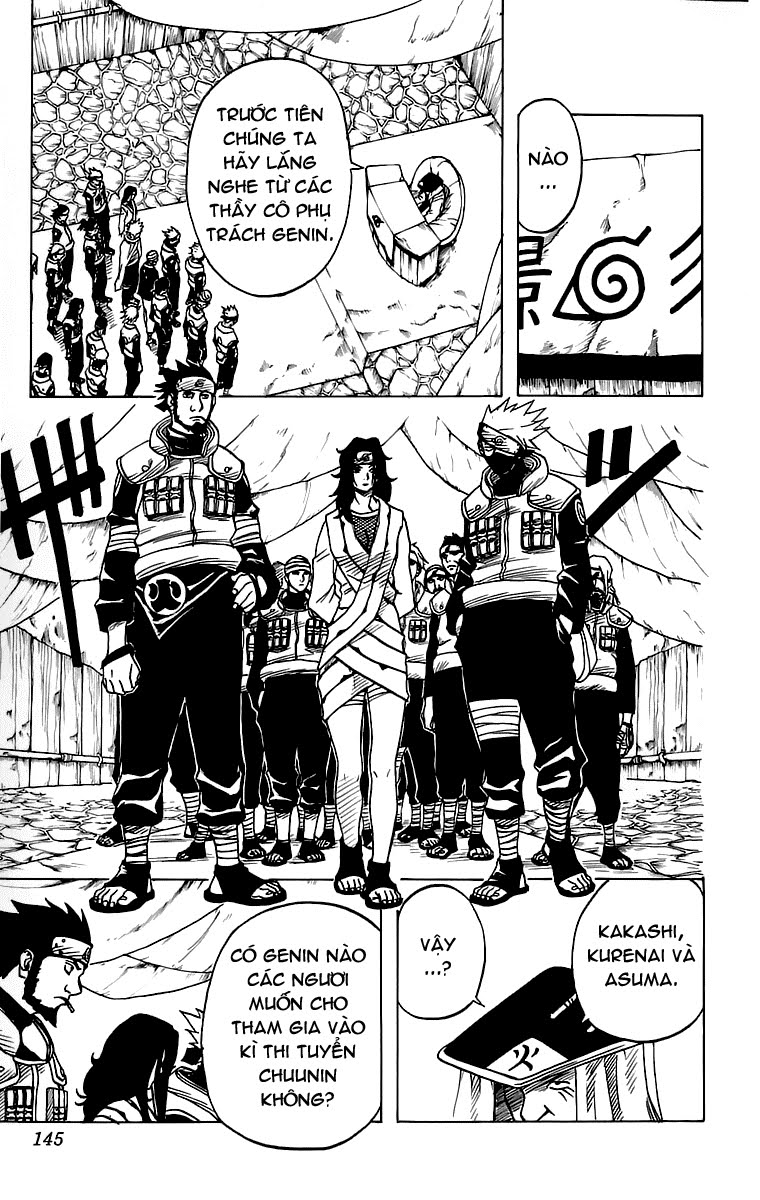 NÀO
...
TRƯỚC TIÊN
CHÚNG TA
HÃY LẮNG
NGHE TỪ CÁC
THẦY CÔ PHỤ
TRÁCH GENIN.
KAKASHI,
KURENAI VÀ
ASUMA.
VẬY
...?
火
CÓ GENIN NÀO
CÁC NGƯƠI
MUỐN CHO
THAM GIA VÀO
KÌ THI TUYỂN
CHUUNIN
KHÔNG?
145